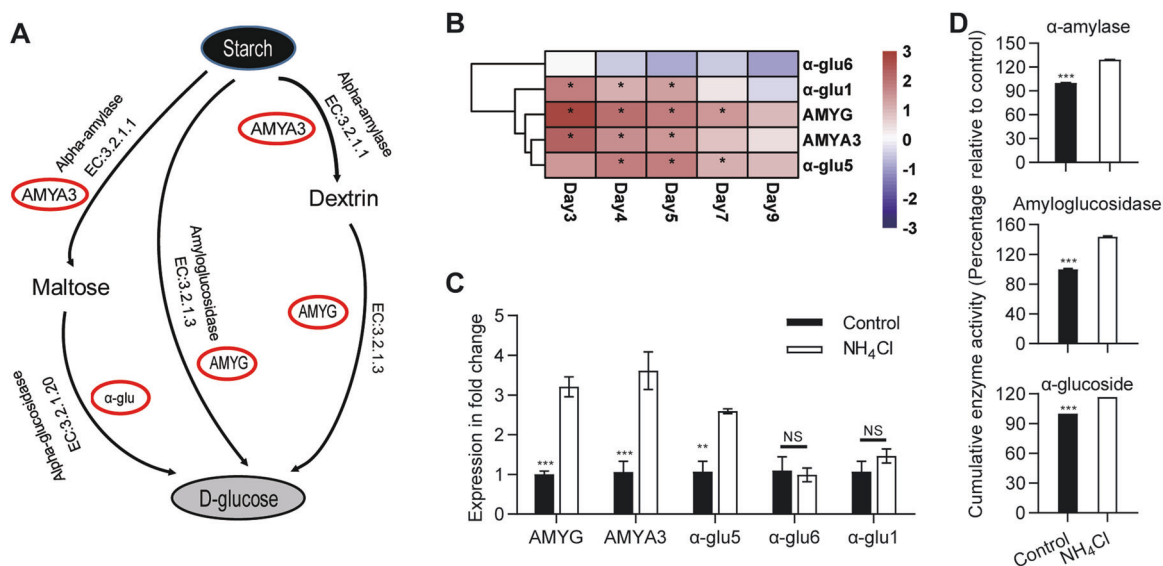 A
Starch
Alpha-amylase
EC:3.2.1.1
AMYA3
Alpha-amylase
EC:3.2.1.1
AMYA3
Dextrin
Maltose
Amyloglucosidase
EC:3.2.1.3
AMYG
AMYG
EC:3.2.1.3
α-glu
Alpha-glucosidase
EC:3.2.1.20
D-glucose
B
α-glu6
* * * α-glu1
* * * * AMYG
* * * AMYA3
* * * α-glu5
Day3 Day4 Day5 Day7 Day9
3
2
1
0
-1
-2
-3
C
Control
NH₄Cl
Expression in fold change
5
4
3
2
1
0
*** *** ** NS NS
AMYG AMYA3 α-glu5 α-glu6 α-glu1
D
Cumulative enzyme activity (Percentage relative to control)
α-amylase
150
120
90
60
30
0
***
Amyloglucosidase
160
120
80
40
0
***
α-glucoside
120
90
60
30
0
***
Control NH₄Cl